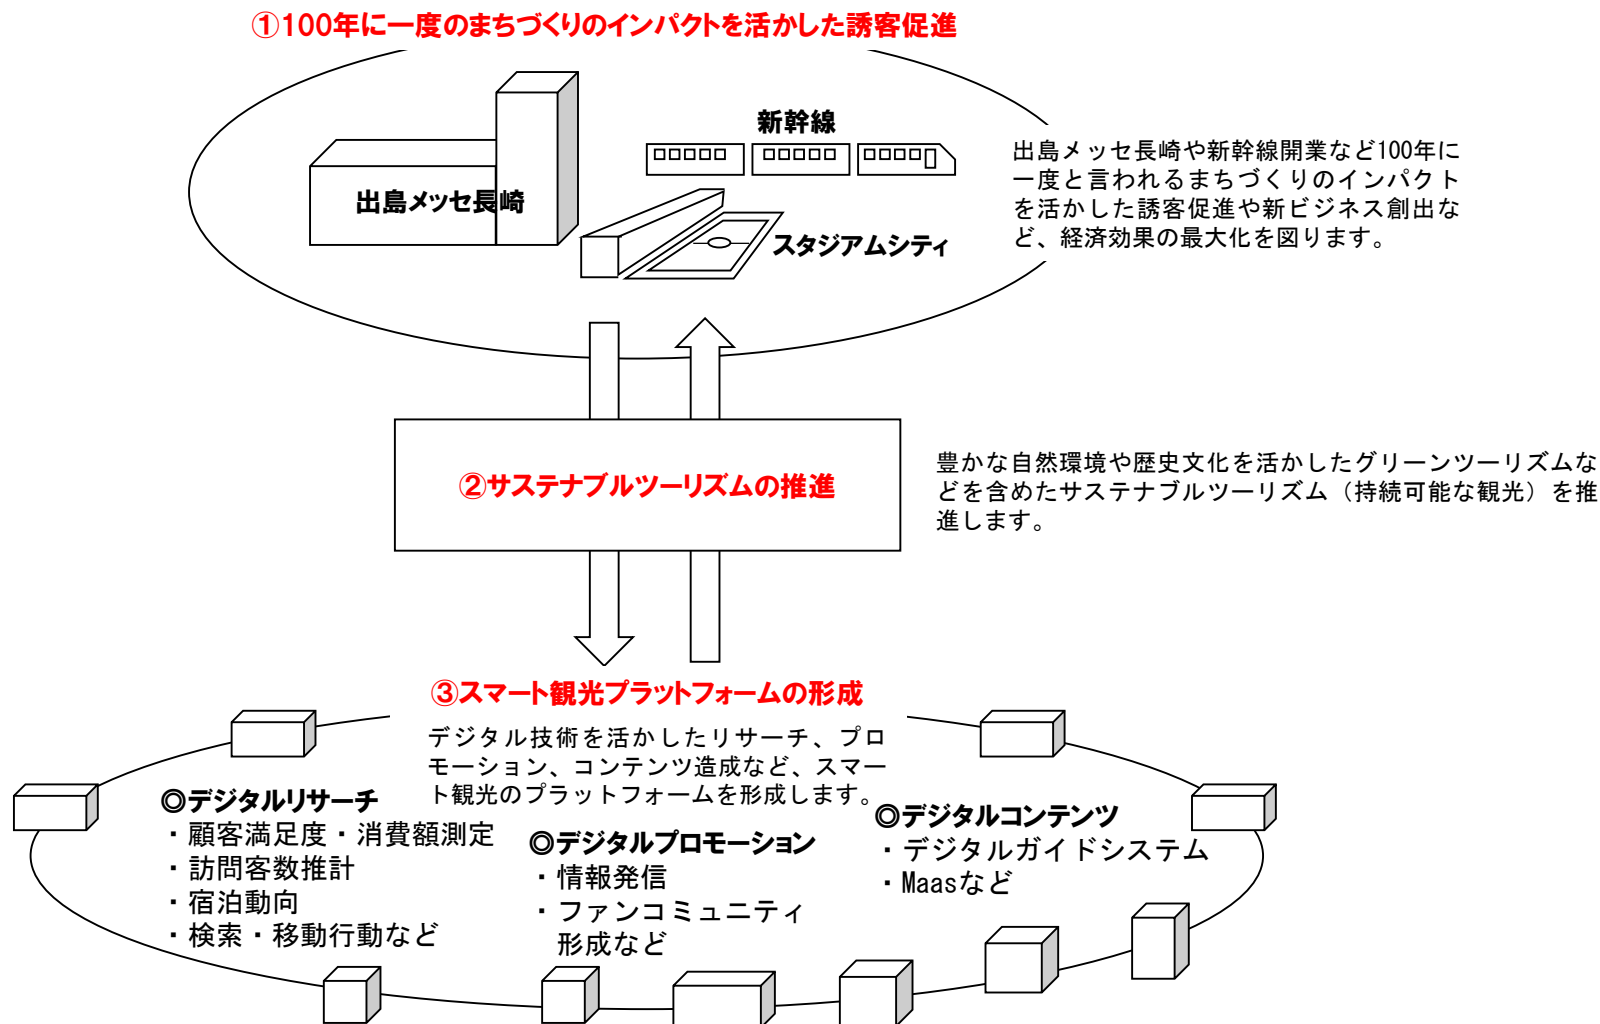 ①100年に一度のまちづくりのインパクトを活かした誘客促進
新幹線
出島メッセ長崎
スタジアムシティ
出島メッセ長崎や新幹線開業など100年に
一度と言われるまちづくりのインパクト
を活かした誘客促進や新ビジネス創出な
ど、経済効果の最大化を図ります。
②サステナブルツーリズムの推進
豊かな自然環境や歴史文化を活かしたグリーンツーリズムな
どを含めたサステナブルツーリズム（持続可能な観光）を推
進します。
③スマート観光プラットフォームの形成
デジタル技術を活かしたリサーチ、プロ
モーション、コンテンツ造成など、スマー
ト観光のプラットフォームを形成します。
◎デジタルリサーチ
・顧客満足度・消費額測定
・訪問客数推計
・宿泊動向
・検索・移動行動など
◎デジタルプロモーション
・情報発信
・ファンコミュニティ
形成など
◎デジタルコンテンツ
・デジタルガイドシステム
・Maasなど